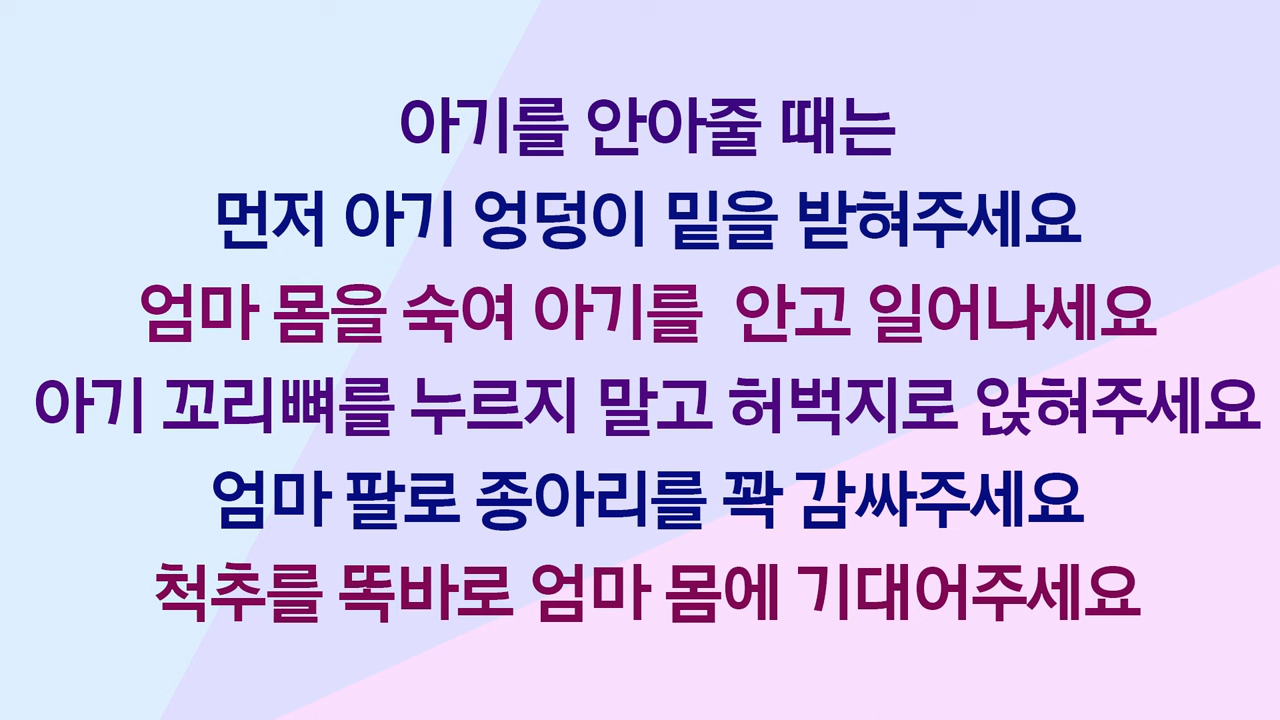 아기를 안아줄 때는
먼저 아기 엉덩이 밑을 받혀주세요
엄마 몸을 숙여 아기를 안고 일어나세요
아기 꼬리뼈를 누르지 말고 허벅지로 앉혀주세요
엄마 팔로 종아리를 꽉 감싸주세요
척추를 똑바로 엄마 몸에 기대어주세요